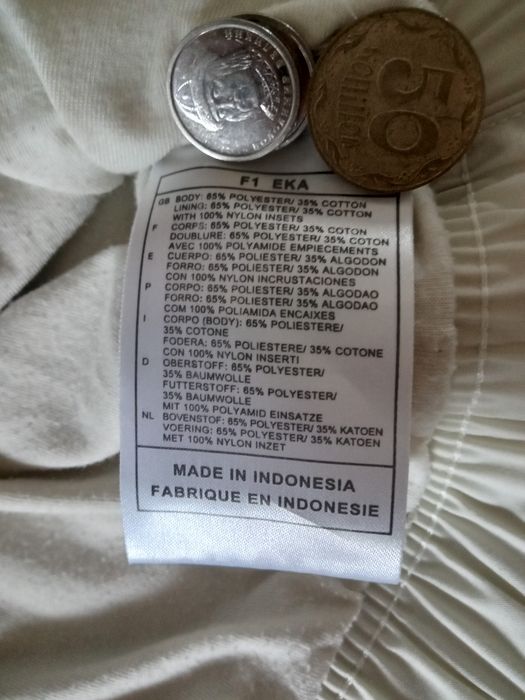 50
F1 EKA
GB BODY: 65% POLYESTER/ 35% COTTON
LINING: 65% POLYESTER/ 35% COTTON
WITH 100% NYLON INSETS
F CORPS: 65% POLYESTER/ 35% COTON
DOUBLURE: 65% POLYESTER/ 35% COTON
AVEC 100% POLYAMIDE EMPIECEMENTS
E CUERPO: 65% POLIESTER/ 35% ALGODON
FORRO: 65% POLIESTER/ 35% ALGODON
CON 100% NYLON INCRUSTACIONES
P CORPO: 65% POLIESTER/ 35% ALGODAO
FORRO: 65% POLIESTER/ 35% ALGODAO
COM 100% POLIAMIDA ENCAIXES
I CORPO (BODY): 65% POLIESTERE/
35% COTONE
FODERA: 65% POLIESTERE/ 35% COTONE
CON 100% NYLON INSERTI
D OBERSTOFF: 65% POLYESTER/
35% BAUMWOLLE
FUTTERSTOFF: 65% POLYESTER/
35% BAUMWOLLE
MIT 100% POLYAMID EINSATZE
NL BOVENSTOF: 65% POLYESTER/ 35% KATOEN
VOERING: 65% POLYESTER/ 35% KATOEN
MET 100% NYLON INZET
MADE IN INDONESIA
FABRIQUE EN INDONESIE